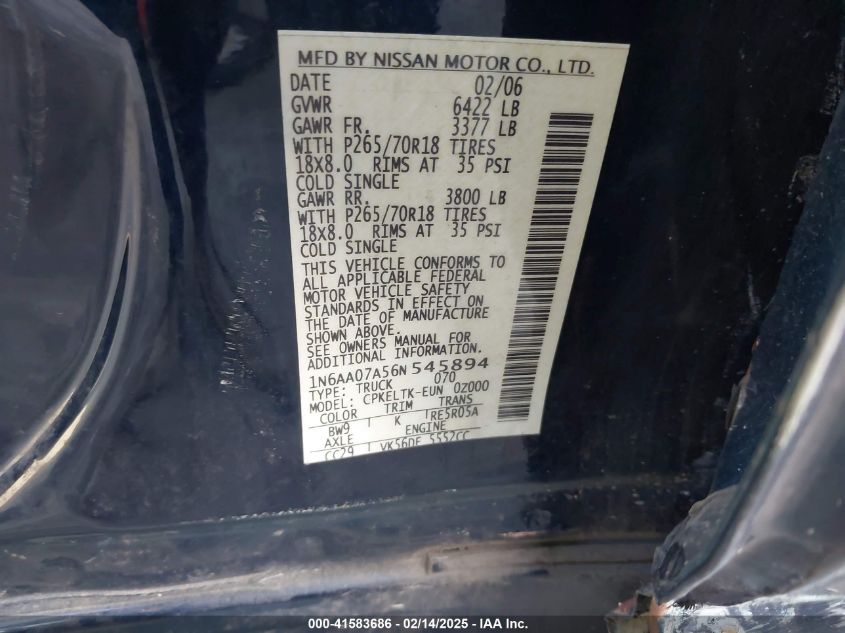 MFD BY NISSAN MOTOR CO., LTD.
DATE 02/06
GVWR 6422 LB
GAWR FR. 3377 LB
WITH P265/70R18 TIRES
18X8.0 RIMS AT 35 PSI
COLD SINGLE
GAWR RR. 3800 LB
WITH P265/70R18 TIRES
18X8.0 RIMS AT 35 PSI
COLD SINGLE
THIS VEHICLE CONFORMS TO
ALL APPLICABLE FEDERAL
MOTOR VEHICLE SAFETY
STANDARDS IN EFFECT ON
THE DATE OF MANUFACTURE
SHOWN ABOVE.
SEE OWNERS MANUAL FOR
ADDITIONAL INFORMATION.
1N6AA07A56N545894
TYPE: TRUCK 070
MODEL: CPKELTK-EUN 0Z000
COLOR TRIM TRANS
BW9 K RE5R05A
AXLE ENGINE
CC29 VK56DE 5552CC
000-41583686 - 02/14/2025 - IAA Inc.